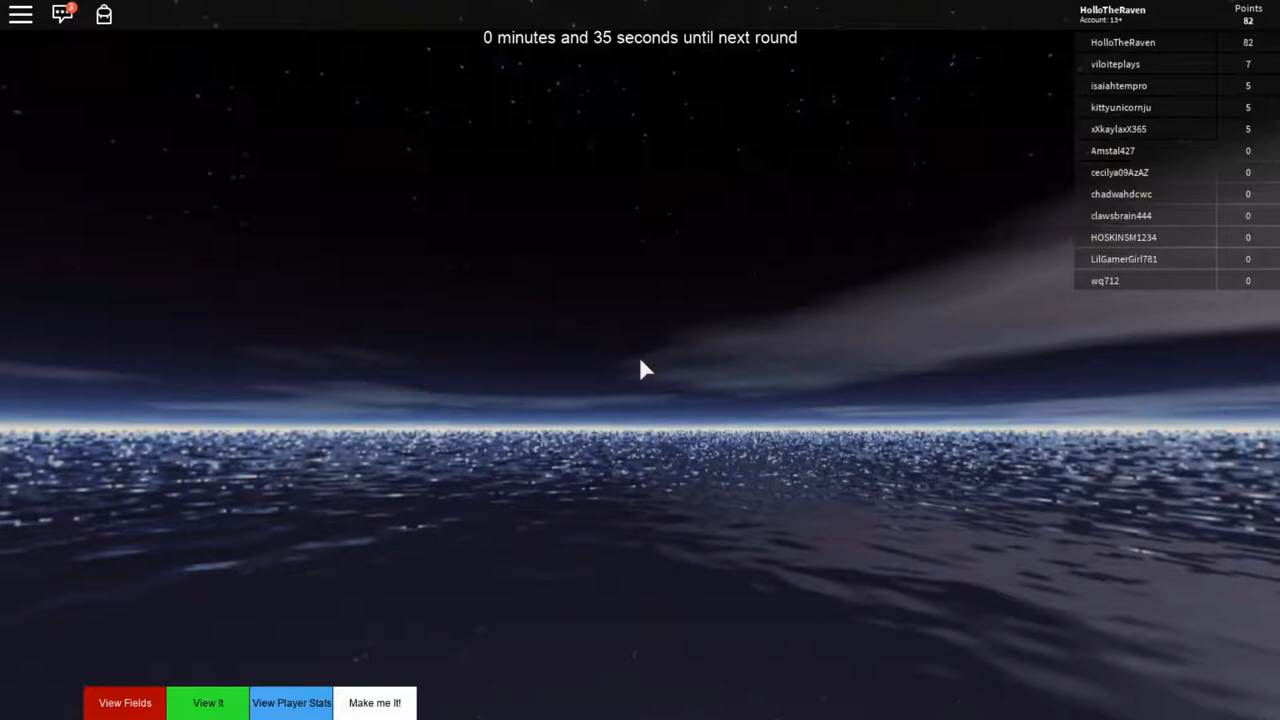 3
HolloTheRaven
Account: 13+
Points
82
0 minutes and 35 seconds until next round
HolloTheRaven 82
viloiteplays 7
isaiahtempro 5
kittyunicornju 5
xXkaylaxX365 5
Amstal427 0
cecilya09AzAZ 0
chadwahdcwc 0
clawsbrain444 0
HOSKINSM1234 0
LilGamerGirl781 0
wq712 0
View Fields
View It
View Player Stats
Make me It!